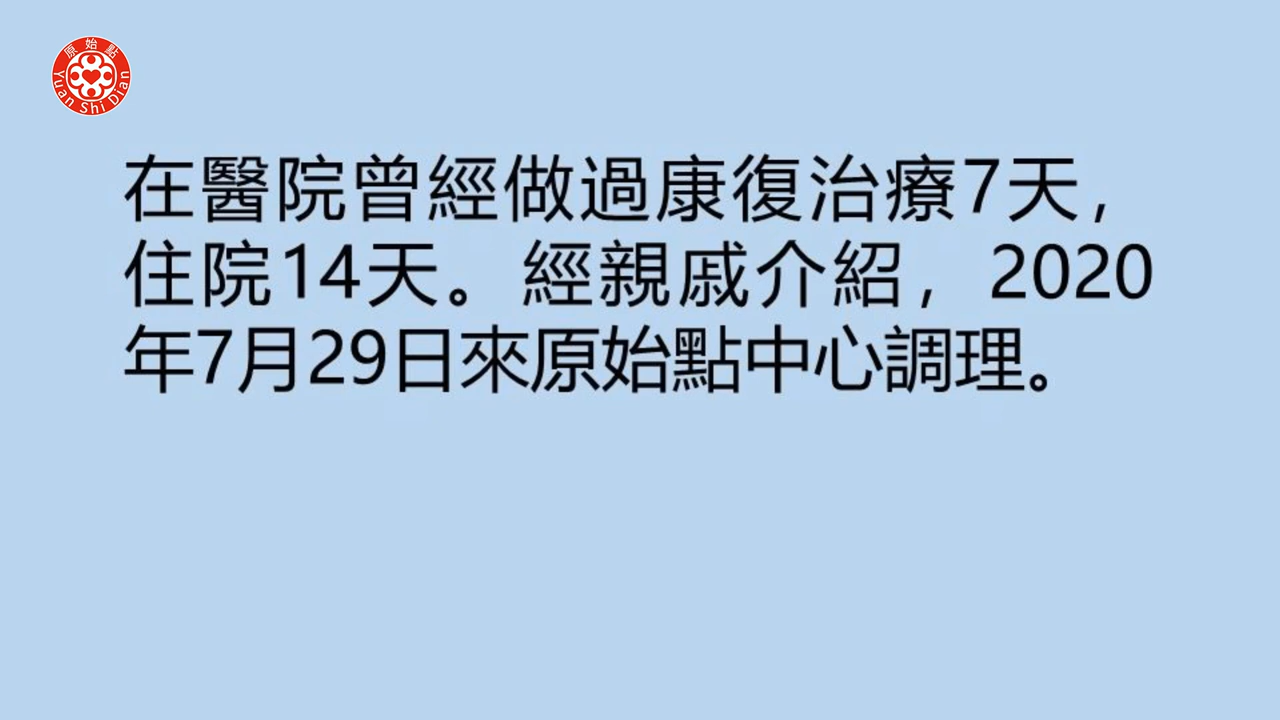 原始點
Yuan Shi Dian
在醫院曾經做過康復治療7天，
住院14天。經親戚介紹，2020
年7月29日來原始點中心調理。